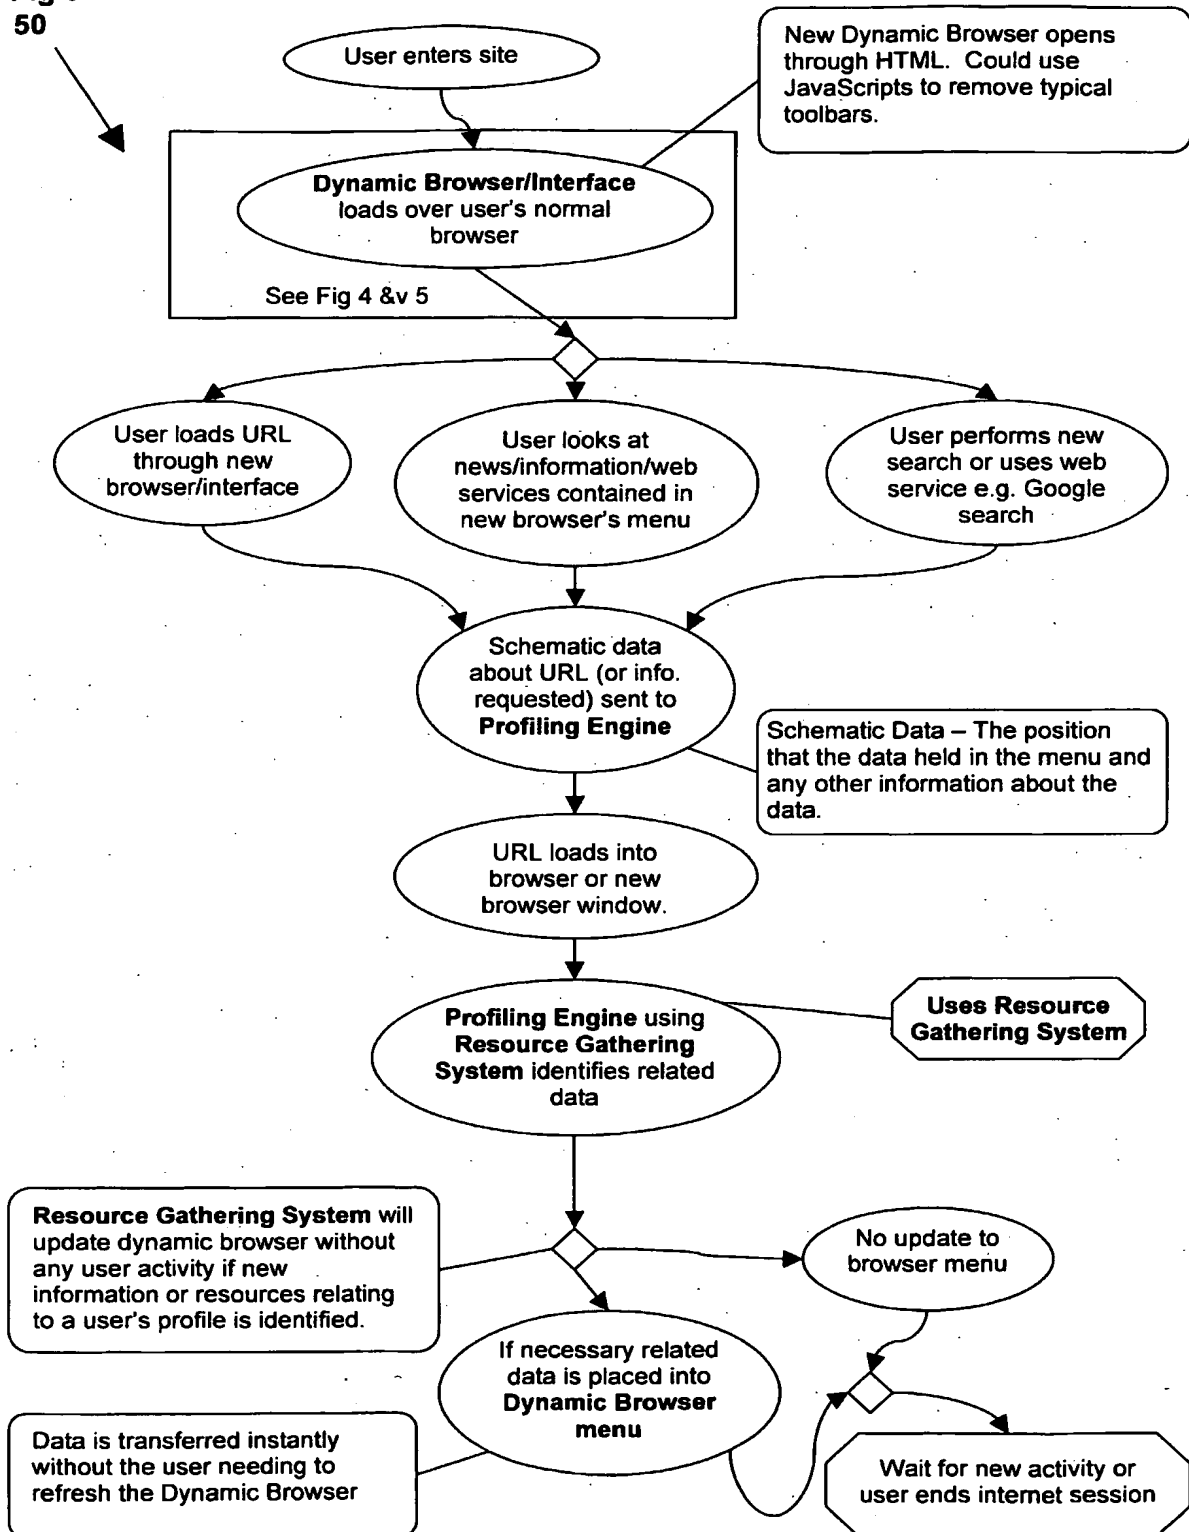 50
User enters site
New Dynamic Browser opens
through HTML. Could use
JavaScripts to remove typical
toolbars.
Dynamic Browser/Interface
loads over user's normal
browser
See Fig 4 &v 5
User loads URL
through new
browser/interface
User looks at
news/information/web
services contained in
new browser's menu
User performs new
search or uses web
service e.g. Google
search
Schematic data
about URL (or info.
requested) sent to
Profiling Engine
Schematic Data – The position
that the data held in the menu and
any other information about the
data.
URL loads into
browser or new
browser window.
Profiling Engine using
Resource Gathering
System identifies related
data
Uses Resource
Gathering System
Resource Gathering System will
update dynamic browser without
any user activity if new
information or resources relating
to a user's profile is identified.
No update to
browser menu
If necessary related
data is placed into
Dynamic Browser
menu
Data is transferred instantly
without the user needing to
refresh the Dynamic Browser
Wait for new activity or
user ends internet session